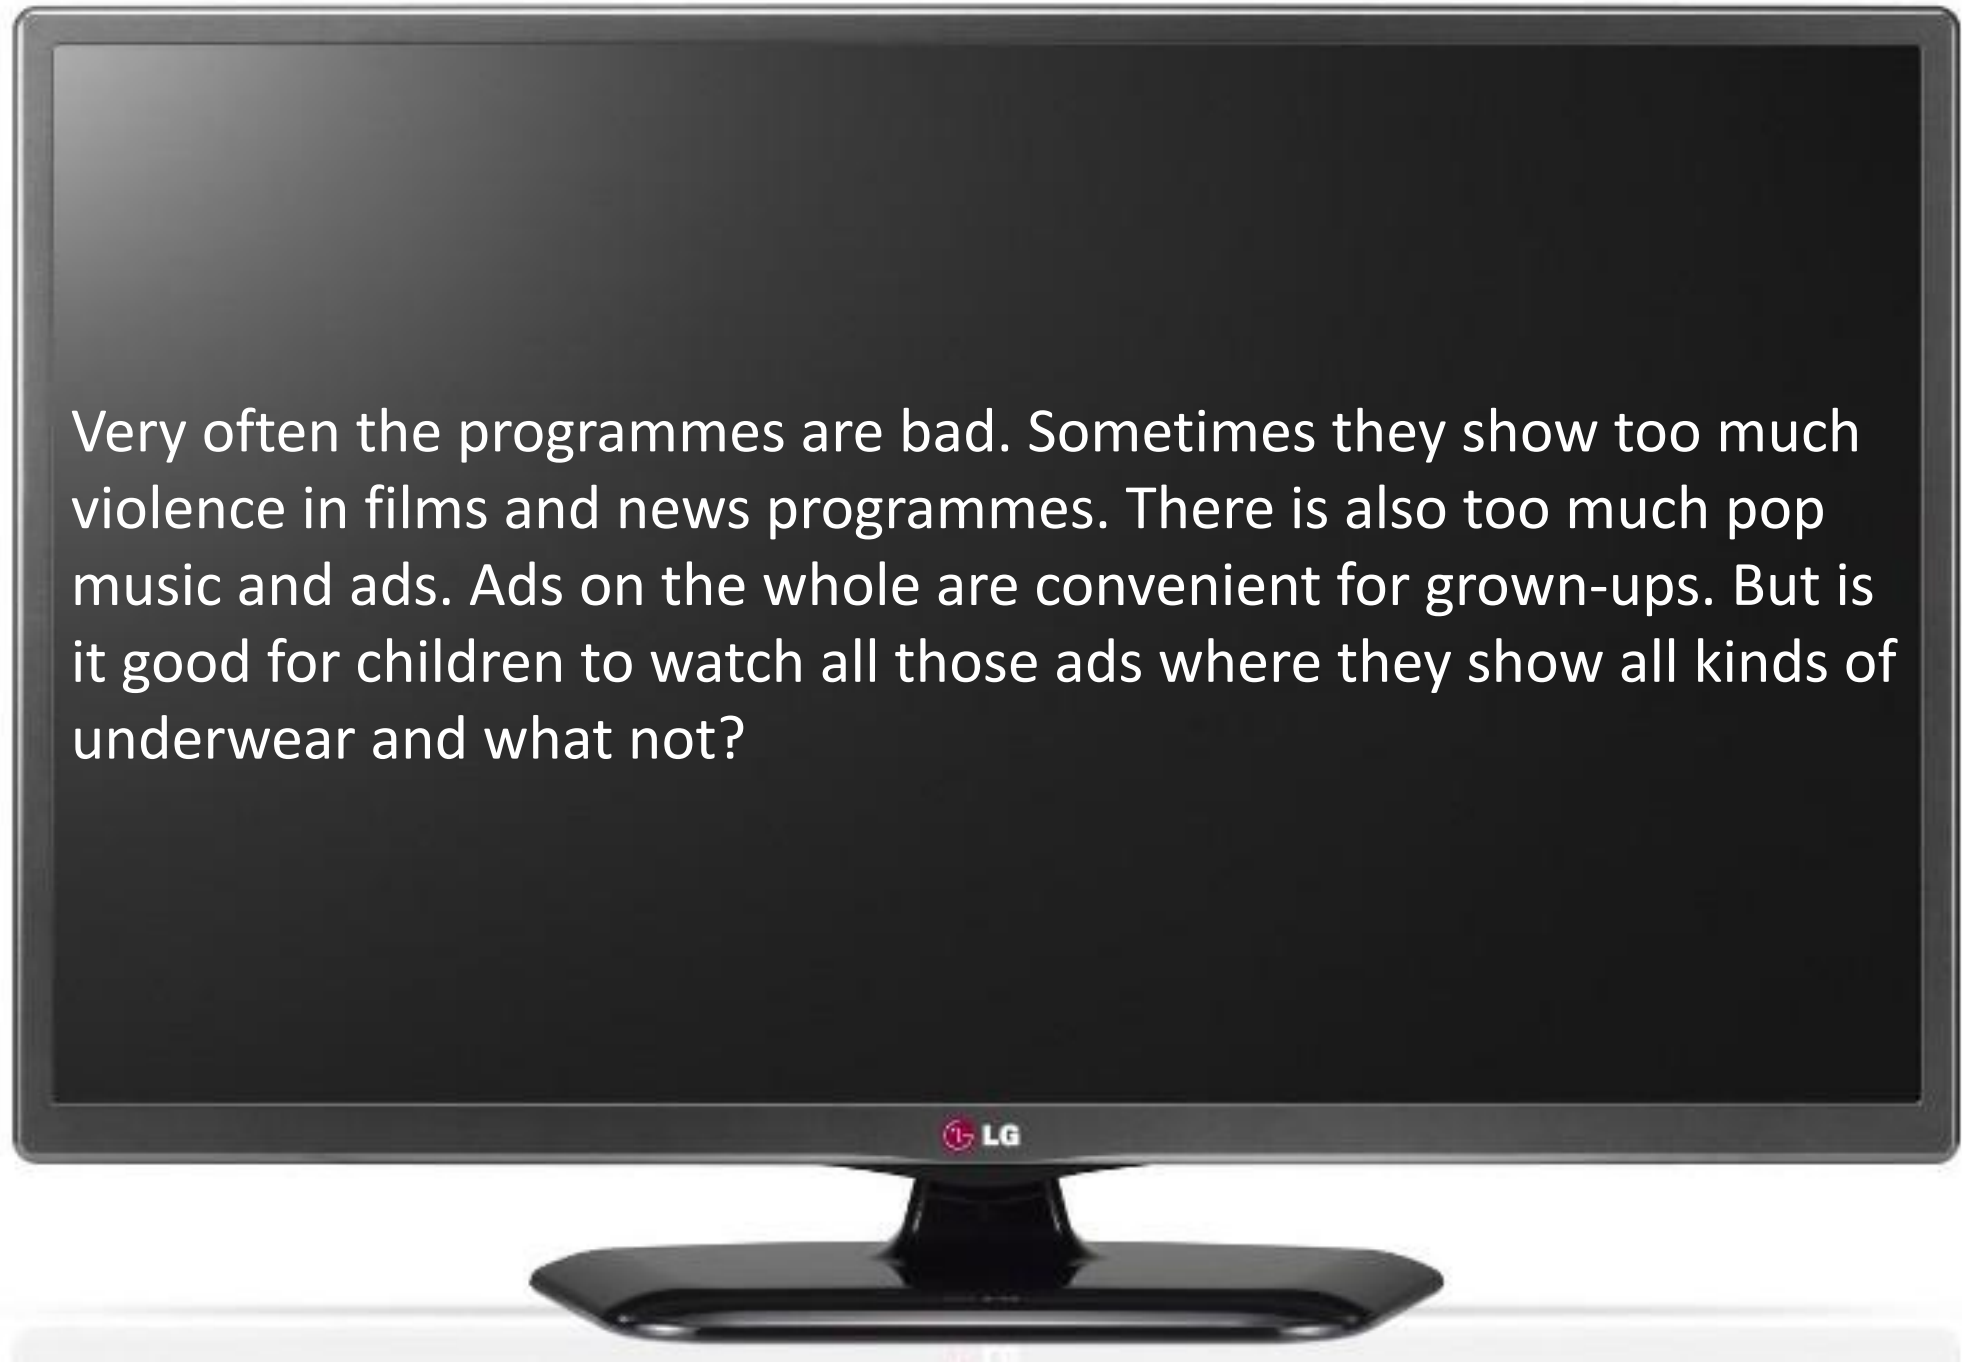 Very often the programmes are bad. Sometimes they show too much
violence in films and news programmes. There is also too much pop
music and ads. Ads on the whole are convenient for grown-ups. But is
it good for children to watch all those ads where they show all kinds of
underwear and what not?
LG